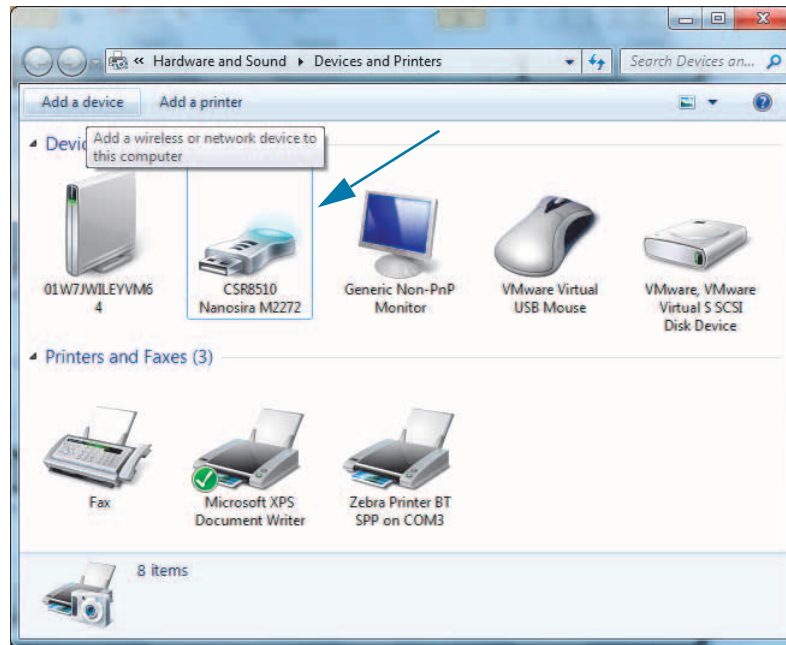 « Hardware and Sound ▸ Devices and Printers
Search Devices an...
Add a device
Add a printer
Add a wireless or network device to
this computer
Devic
01W7JWILEYVM6
4
CSR8510
Nanosira M2272
Generic Non-PnP
Monitor
VMware Virtual
USB Mouse
VMware, VMware
Virtual S SCSI
Disk Device
Printers and Faxes (3)
Fax
Microsoft XPS
Document Writer
Zebra Printer BT
SPP on COM3
8 items